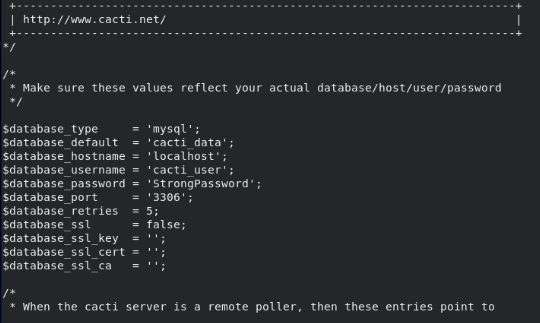 +-------------------------------------------------------------------------+
| http://www.cacti.net/                                                   |
+-------------------------------------------------------------------------+
*/

/*
 * Make sure these values reflect your actual database/host/user/password
 */

$database_type     = 'mysql';
$database_default  = 'cacti_data';
$database_hostname = 'localhost';
$database_username = 'cacti_user';
$database_password = 'StrongPassword';
$database_port     = '3306';
$database_retries  = 5;
$database_ssl      = false;
$database_ssl_key  = '';
$database_ssl_cert = '';
$database_ssl_ca   = '';

/*
 * When the cacti server is a remote poller, then these entries point to